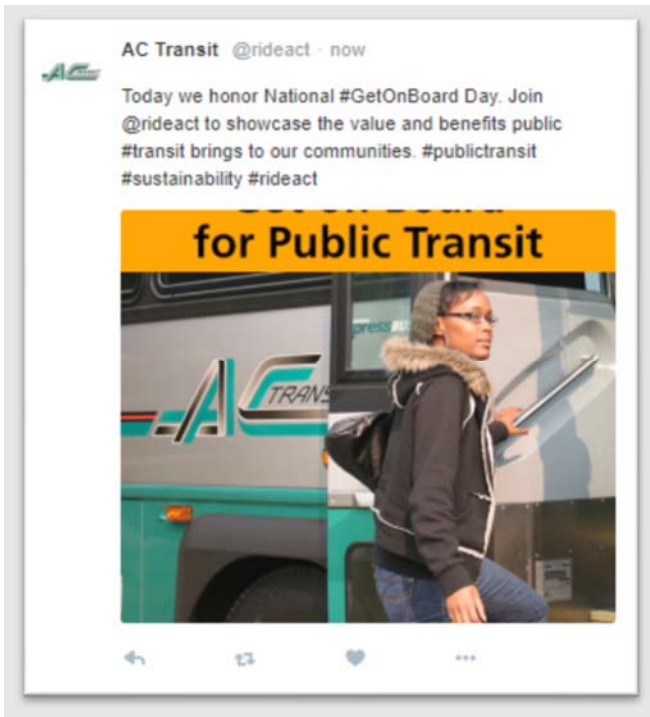 AC Transit @rideact · now
Today we honor National #GetOnBoard Day. Join
@rideact to showcase the value and benefits public
#transit brings to our communities. #publictransit
#sustainability #rideact
for Public Transit
AC
TRANS